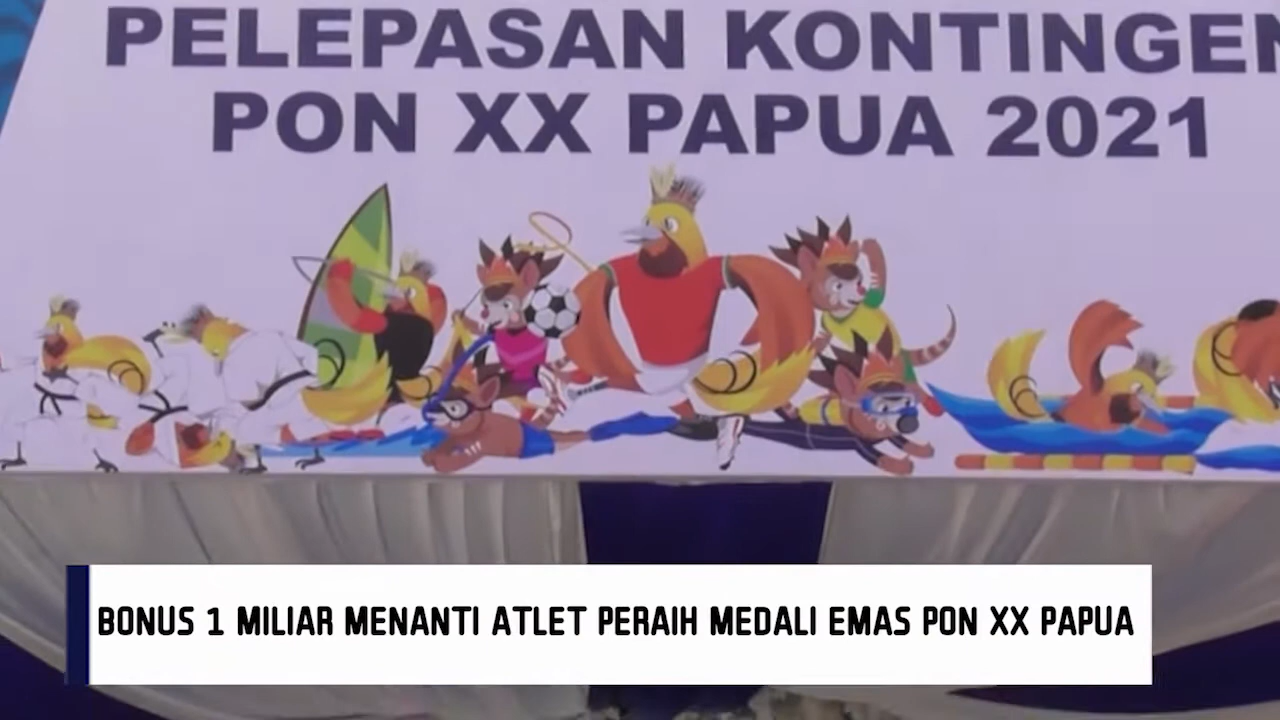 PELEPASAN KONTINGEN
PON XX PAPUA 2021
BONUS 1 MILIAR MENANTI ATLET PERAIH MEDALI EMAS PON XX PAPUA